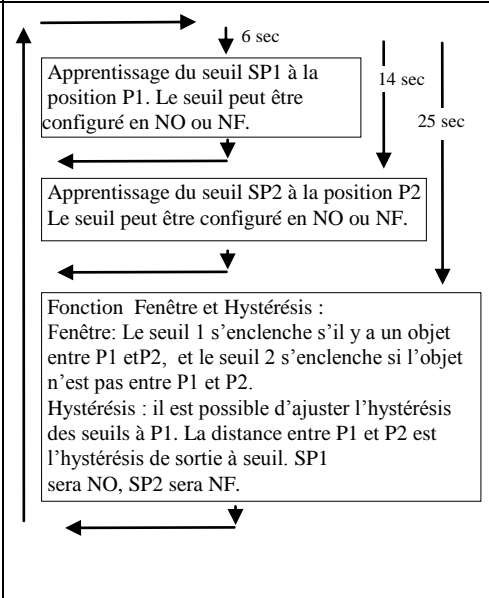 6 sec
Apprentissage du seuil SP1 à la
position P1. Le seuil peut être
configuré en NO ou NF.
14 sec
25 sec
Apprentissage du seuil SP2 à la position P2
Le seuil peut être configuré en NO ou NF.
Fonction Fenêtre et Hystérésis :
Fenêtre: Le seuil 1 s’enclenche s’il y a un objet
entre P1 etP2, et le seuil 2 s’enclenche si l’objet
n’est pas entre P1 et P2.
Hystérésis : il est possible d’ajuster l’hystérésis
des seuils à P1. La distance entre P1 et P2 est
l’hystérésis de sortie à seuil. SP1
sera NO, SP2 sera NF.